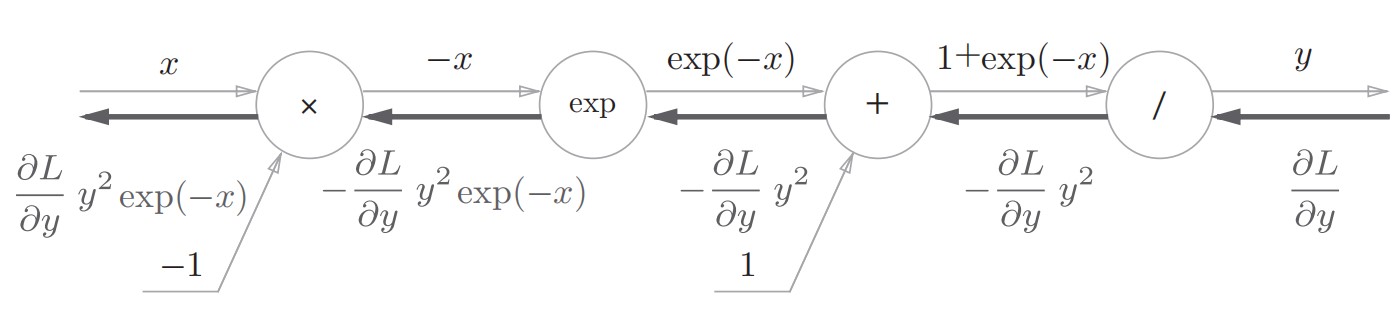 x −x exp(−x) 1+exp(−x) y
× exp + /
∂L/∂y y² exp(−x) −∂L/∂y y² exp(−x) −∂L/∂y y² −∂L/∂y y² ∂L/∂y
−1 1